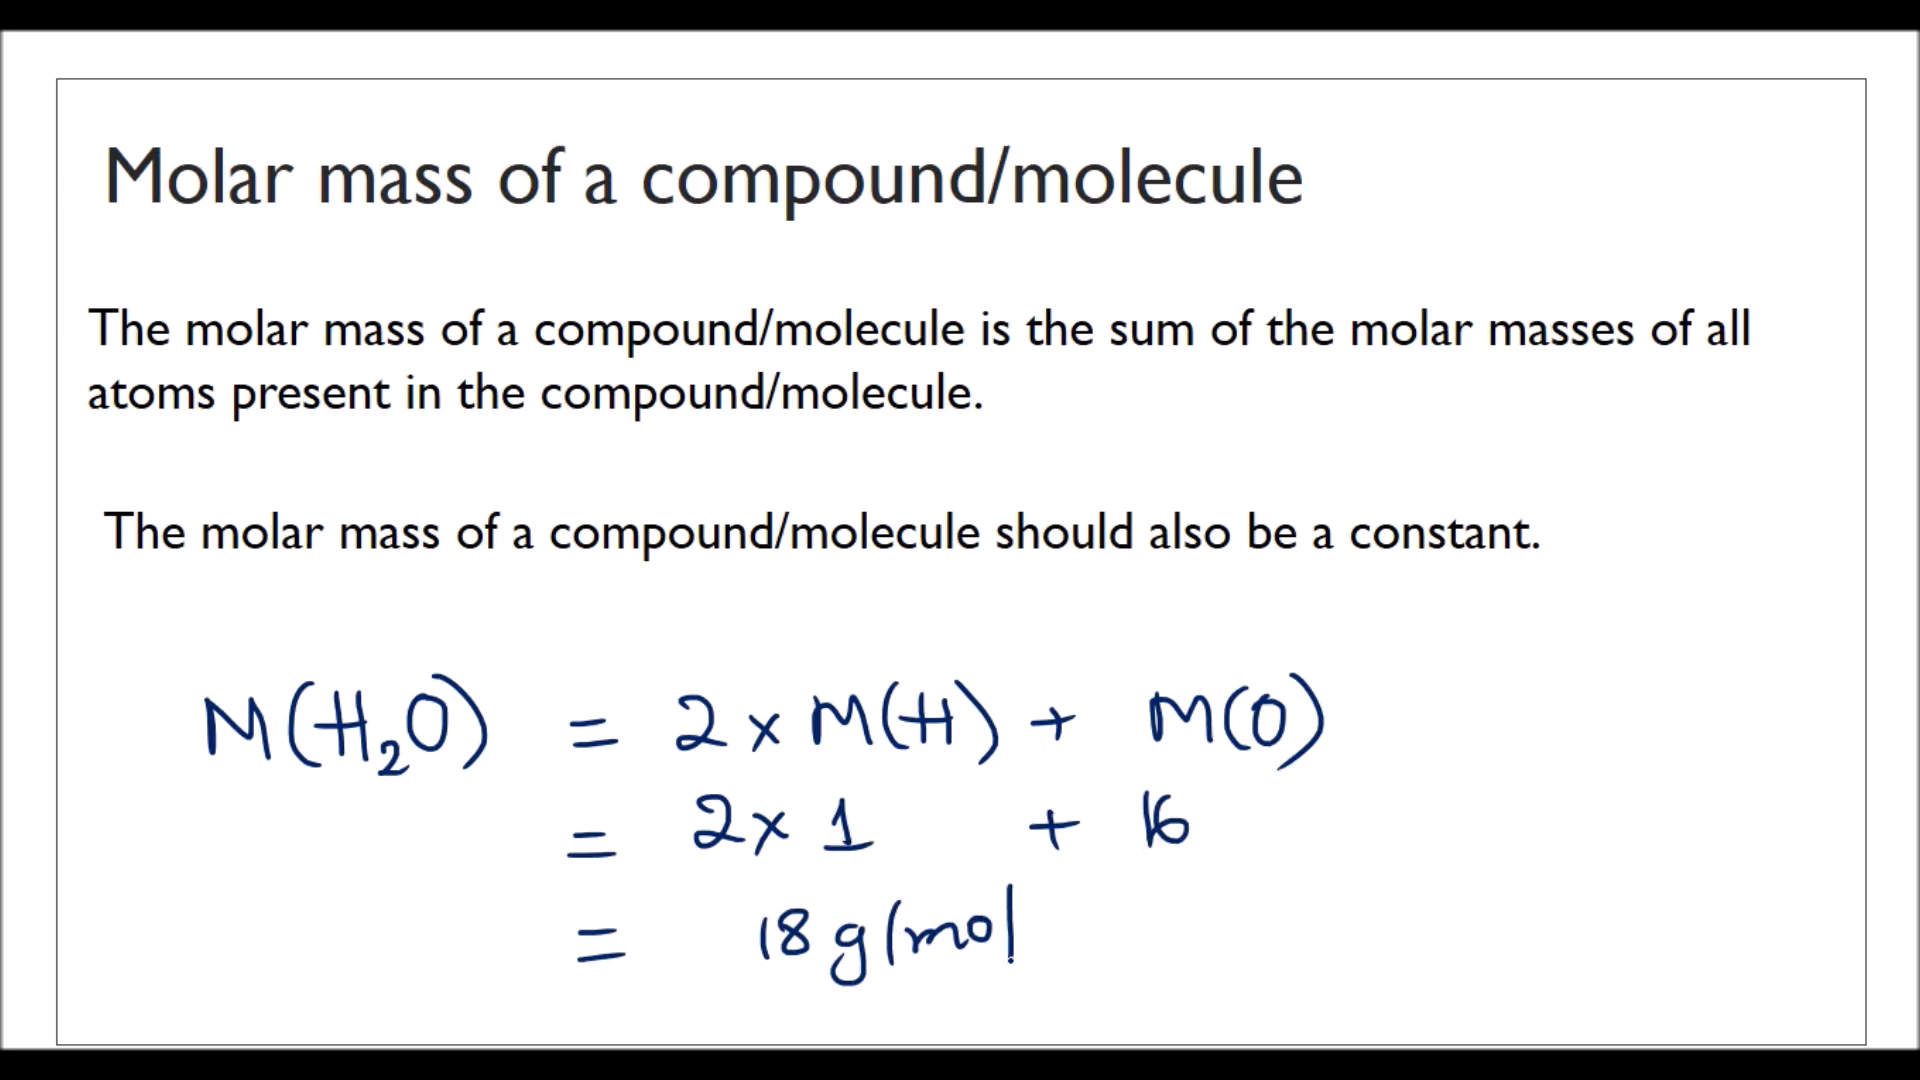 Molar mass of a compound/molecule
The molar mass of a compound/molecule is the sum of the molar masses of all
atoms present in the compound/molecule.
The molar mass of a compound/molecule should also be a constant.
M(H₂O) = 2 x M(H) + M(O)
= 2 x 1 + 16
= 18 g/mol